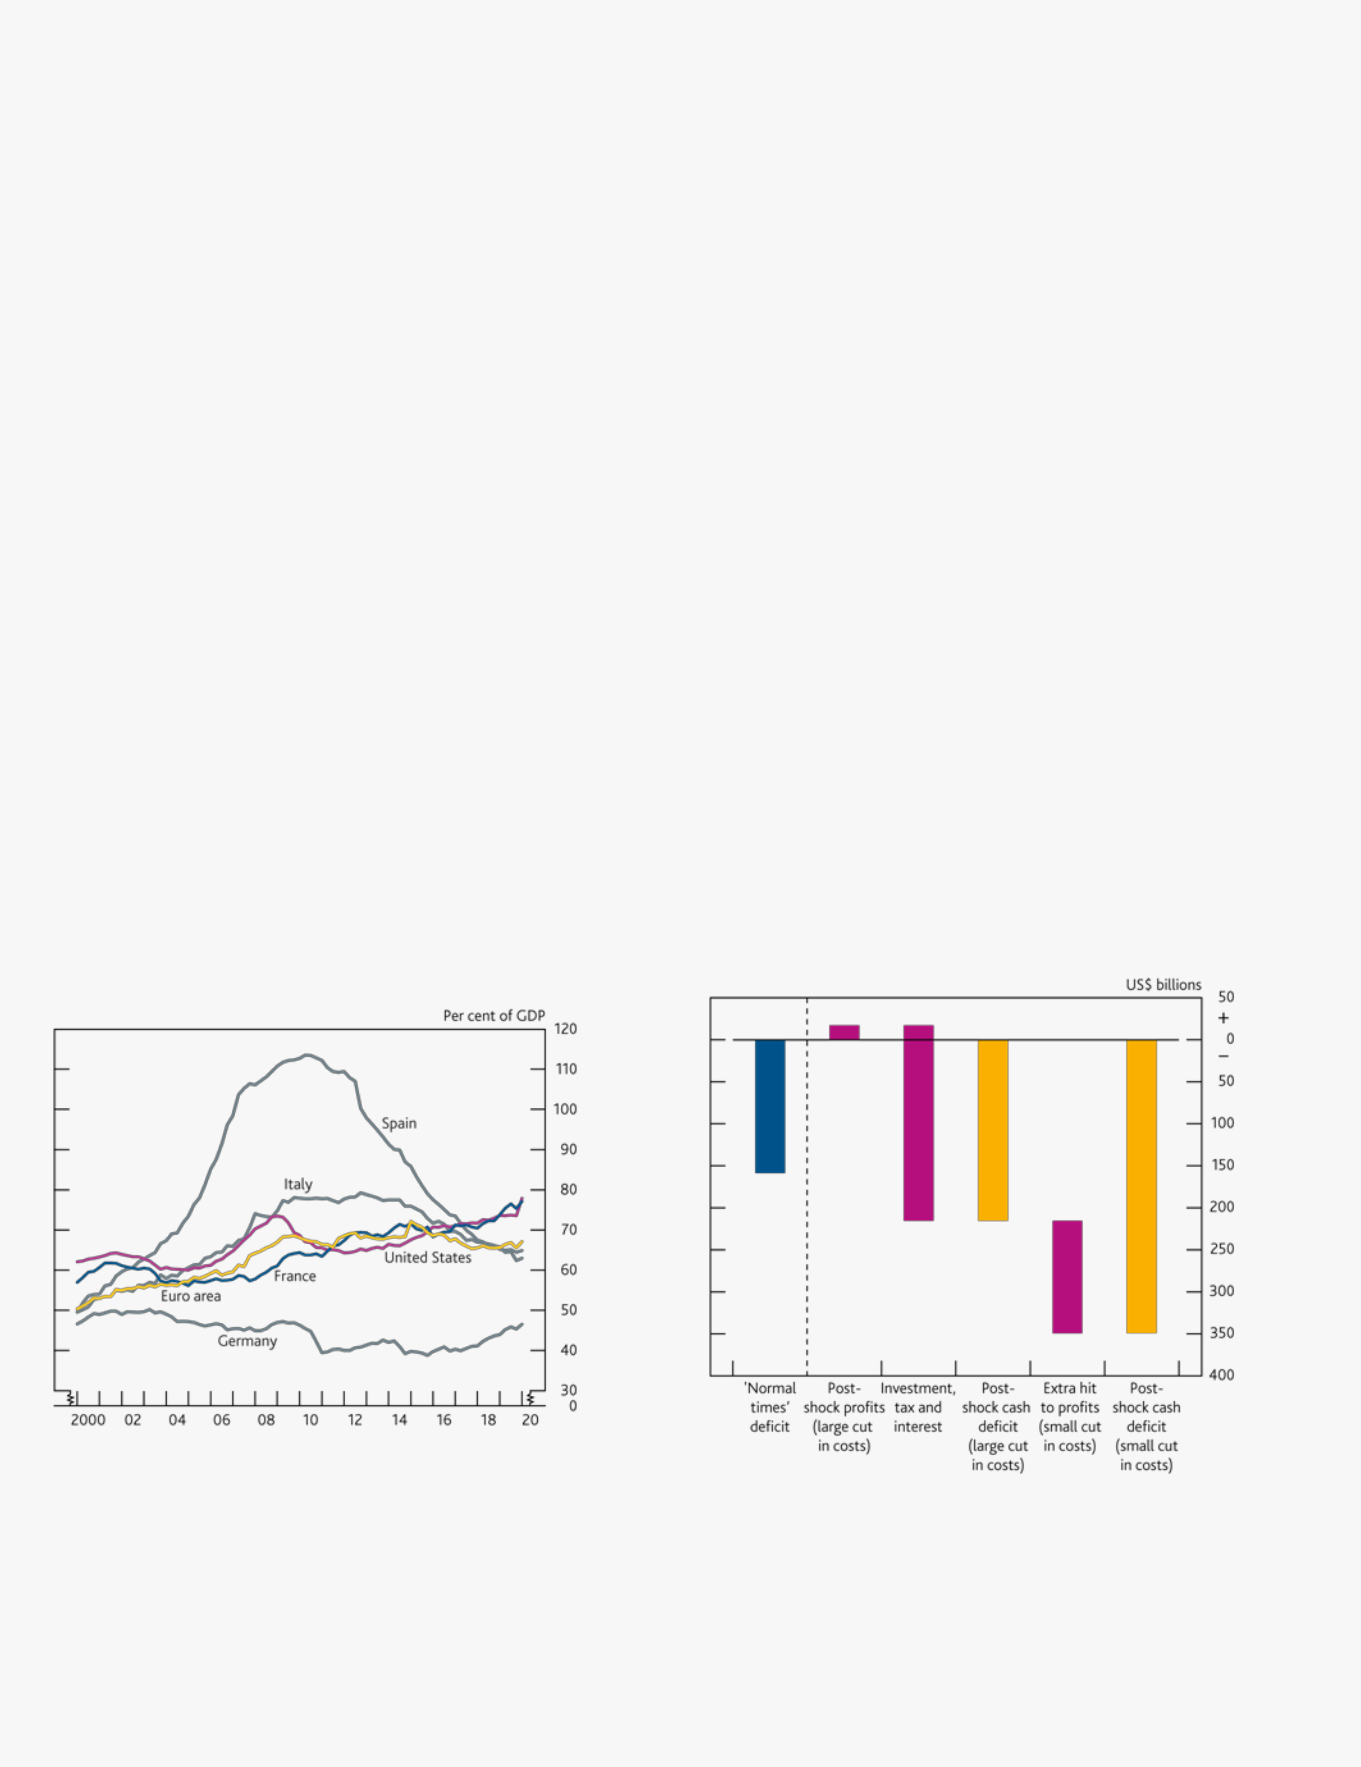 Per cent of GDP
120
110
100
90
80
70
60
50
40
30
0
Spain
Italy
United States
France
Euro area
Germany
2000 02 04 06 08 10 12 14 16 18 20
US$ billions
50
+
0
–
50
100
150
200
250
300
350
400
'Normal times' deficit
Post-shock profits (large cut in costs)
Investment, tax and interest
Post-shock cash deficit (large cut in costs)
Extra hit to profits (small cut in costs)
Post-shock cash deficit (small cut in costs)